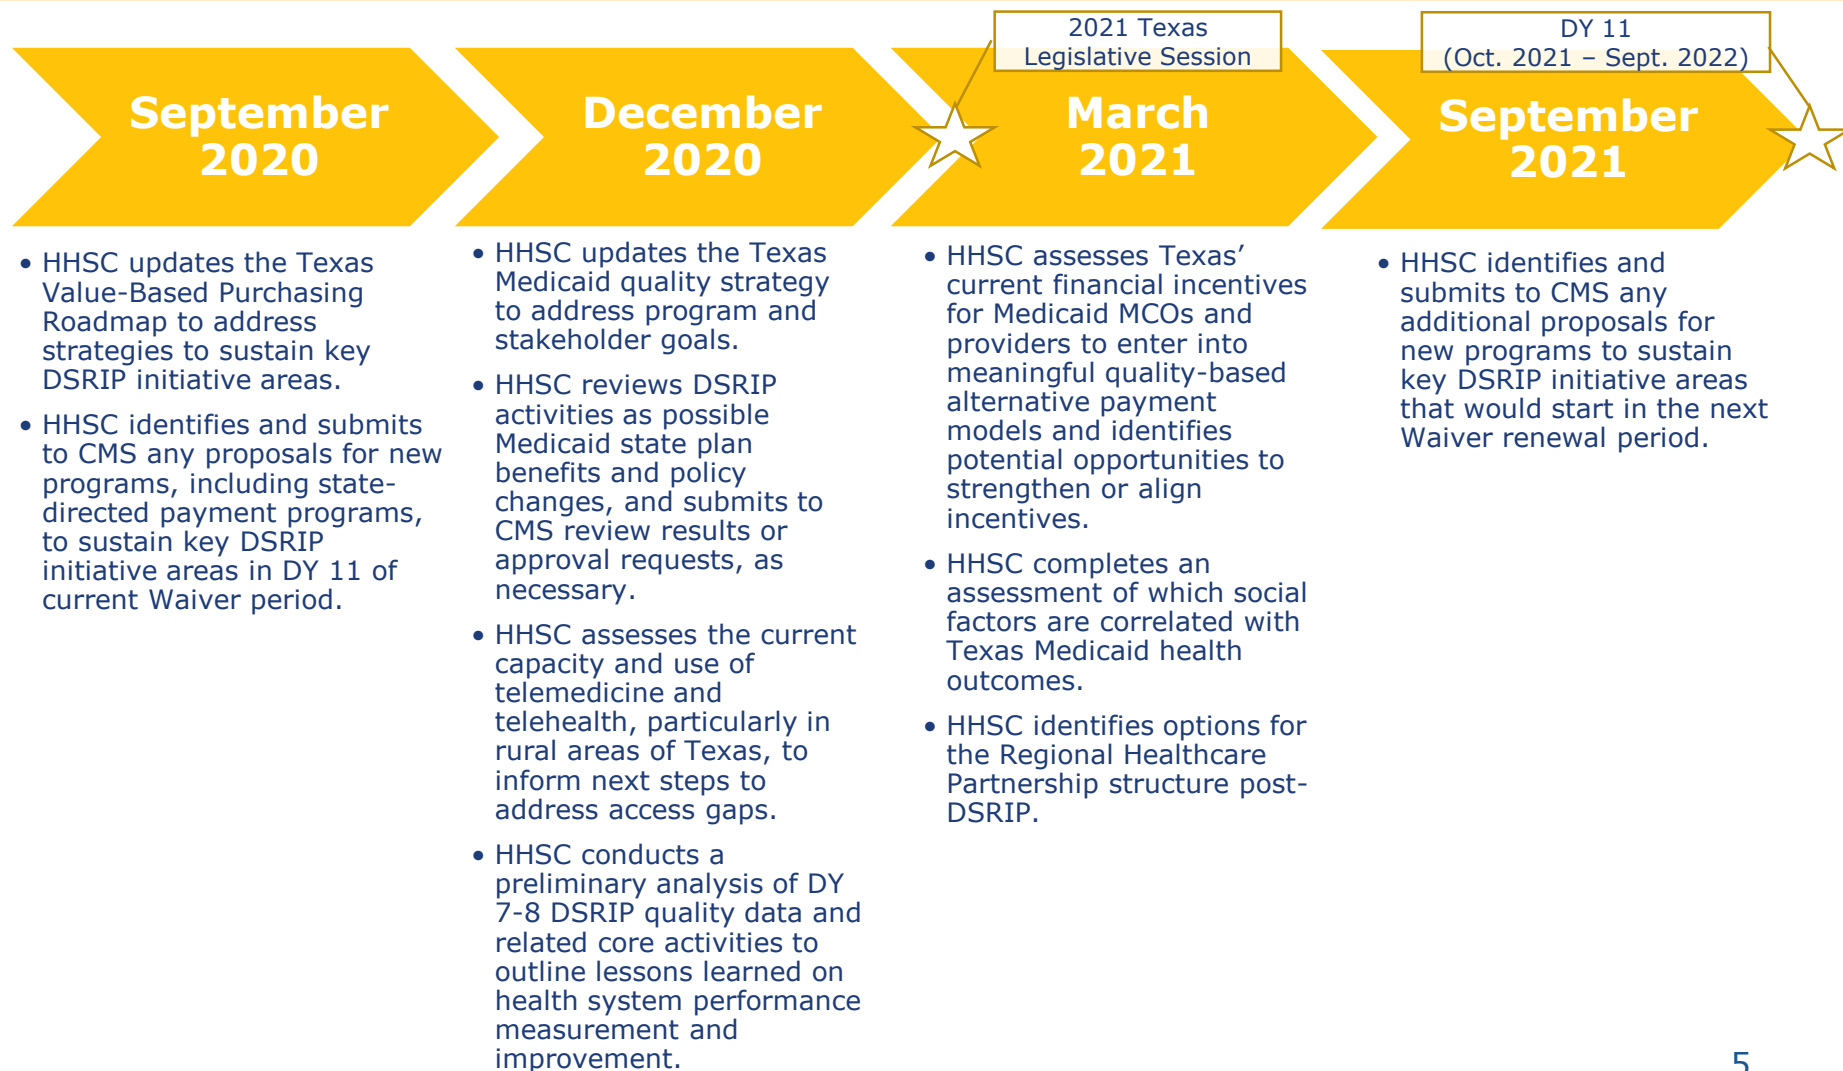 2021 Texas
Legislative Session
DY 11
(Oct. 2021 – Sept. 2022)
September
2020
December
2020
March
2021
September
2021
• HHSC updates the Texas
Value-Based Purchasing
Roadmap to address
strategies to sustain key
DSRIP initiative areas.
• HHSC identifies and submits
to CMS any proposals for new
programs, including state-
directed payment programs,
to sustain key DSRIP
initiative areas in DY 11 of
current Waiver period.
• HHSC updates the Texas
Medicaid quality strategy
to address program and
stakeholder goals.
• HHSC reviews DSRIP
activities as possible
Medicaid state plan
benefits and policy
changes, and submits to
CMS review results or
approval requests, as
necessary.
• HHSC assesses the current
capacity and use of
telemedicine and
telehealth, particularly in
rural areas of Texas, to
inform next steps to
address access gaps.
• HHSC conducts a
preliminary analysis of DY
7-8 DSRIP quality data and
related core activities to
outline lessons learned on
health system performance
measurement and
improvement.
• HHSC assesses Texas’
current financial incentives
for Medicaid MCOs and
providers to enter into
meaningful quality-based
alternative payment
models and identifies
potential opportunities to
strengthen or align
incentives.
• HHSC completes an
assessment of which social
factors are correlated with
Texas Medicaid health
outcomes.
• HHSC identifies options for
the Regional Healthcare
Partnership structure post-
DSRIP.
• HHSC identifies and
submits to CMS any
additional proposals for
new programs to sustain
key DSRIP initiative areas
that would start in the next
Waiver renewal period.
5